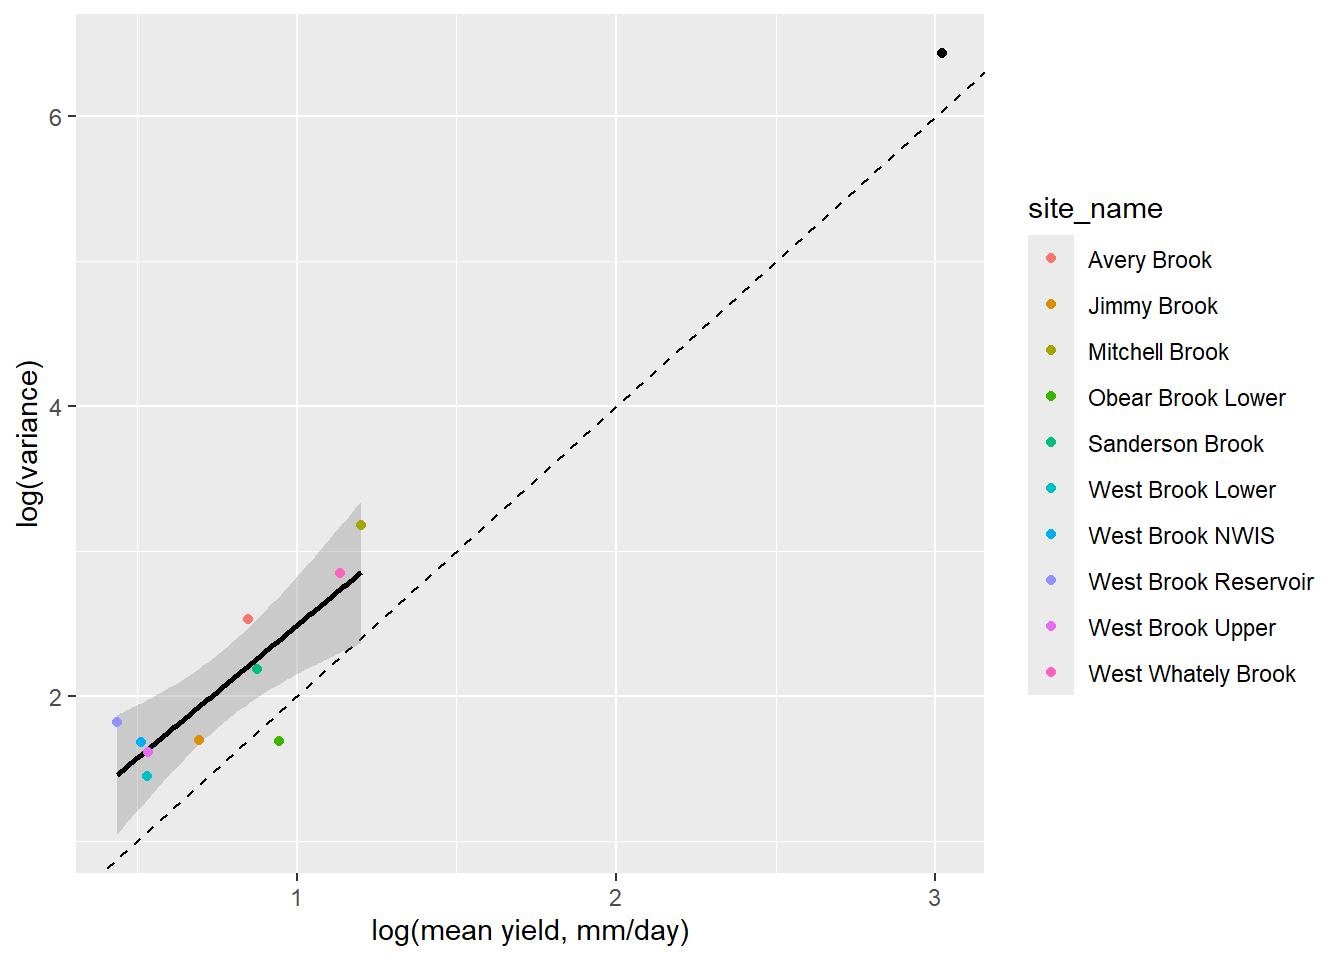 log(variance)
6
4
2
1
2
3
log(mean yield, mm/day)
site_name
Avery Brook
Jimmy Brook
Mitchell Brook
Obear Brook Lower
Sanderson Brook
West Brook Lower
West Brook NWIS
West Brook Reservoir
West Brook Upper
West Whately Brook